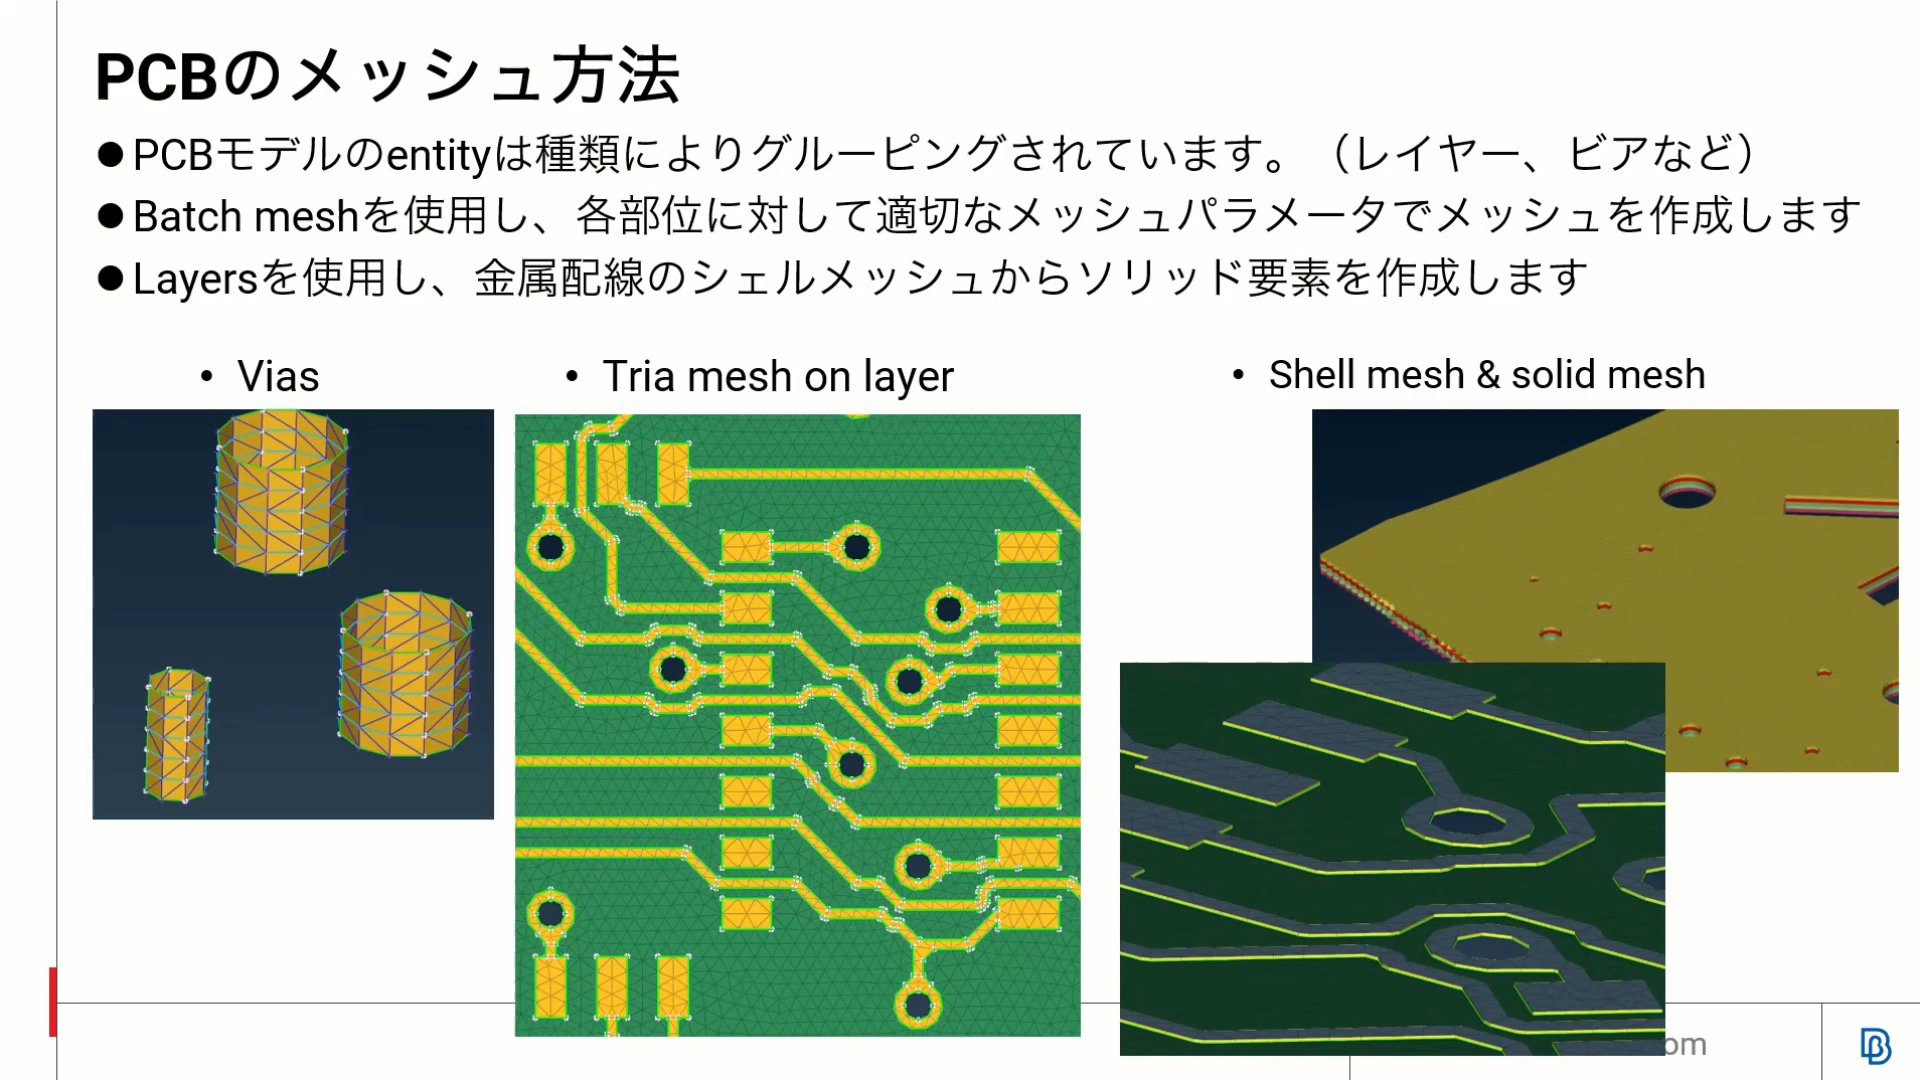 PCBのメッシュ方法
●PCBモデルのentityは種類によりグルーピングされています。（レイヤー、ビアなど）
●Batch meshを使用し、各部位に対して適切なメッシュパラメータでメッシュを作成します
●Layersを使用し、金属配線のシェルメッシュからソリッド要素を作成します
• Vias
• Tria mesh on layer
• Shell mesh & solid mesh
om